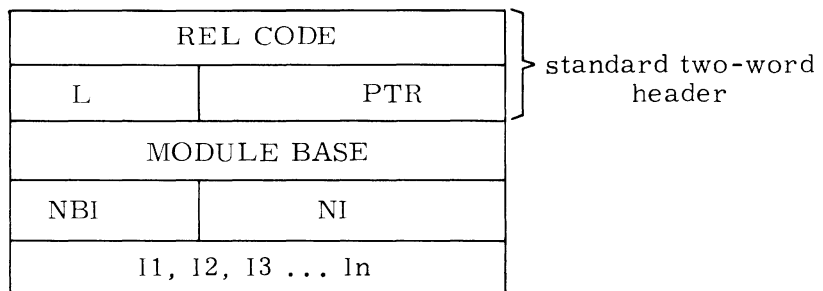 REL CODE
L PTR
standard two-word
header
MODULE BASE
NBI NI
I1, I2, I3 ... In